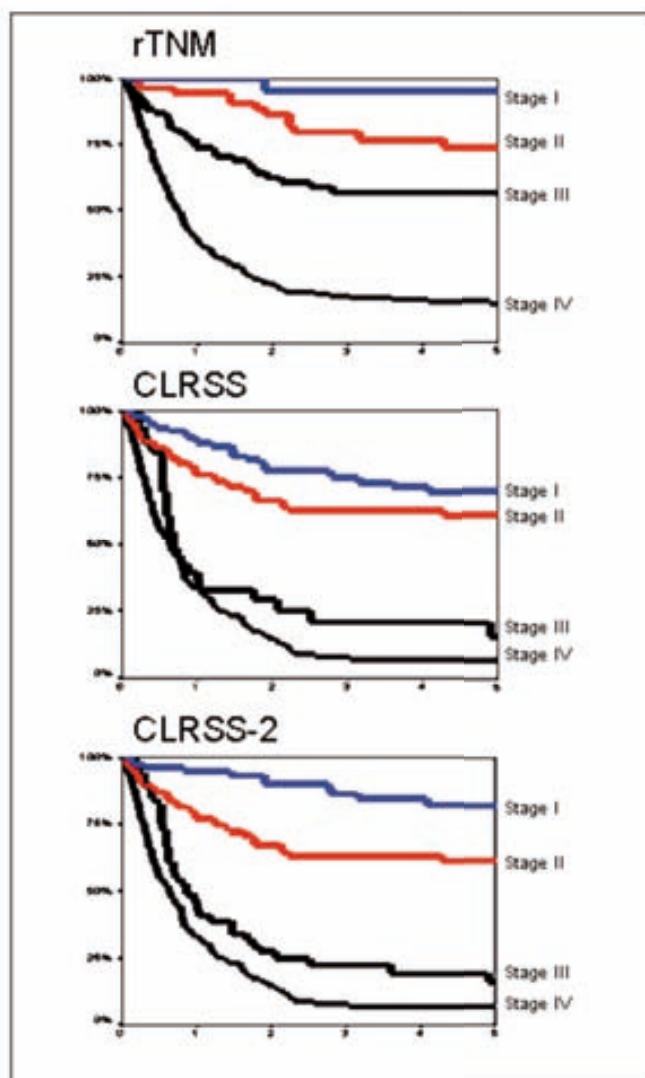 rTNM
100%
75%
50%
25%
0%
0 1 2 3 4 5
Stage I
Stage II
Stage III
Stage IV
CLRSS
100%
75%
50%
25%
0%
0 1 2 3 4 5
Stage I
Stage II
Stage III
Stage IV
CLRSS-2
100%
75%
50%
25%
0%
0 1 2 3 4 5
Stage I
Stage II
Stage III
Stage IV